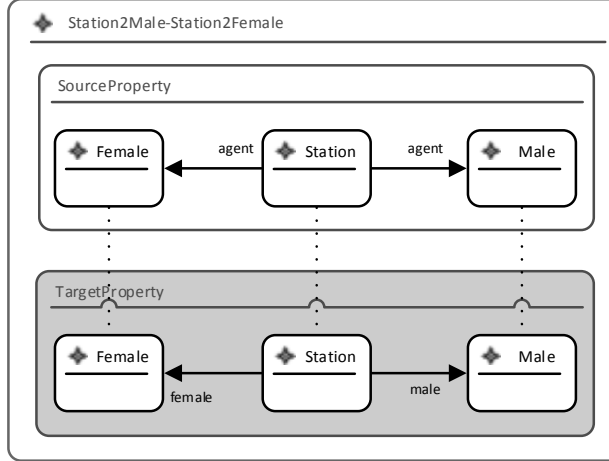 Station2Male-Station2Female
SourceProperty
Female
agent
Station
agent
Male
TargetProperty
Female
Station
Male
female
male